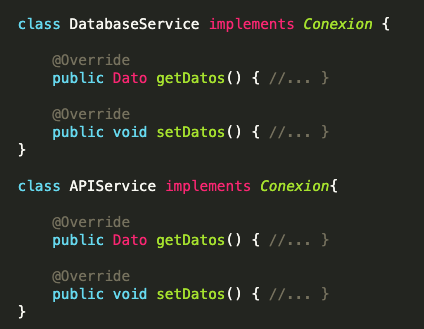 class DatabaseService implements Conexion {
@Override
public Dato getDatos() { //... }
@Override
public void setDatos() { //... }
}
class APIService implements Conexion{
@Override
public Dato getDatos() { //... }
@Override
public void setDatos() { //... }
}